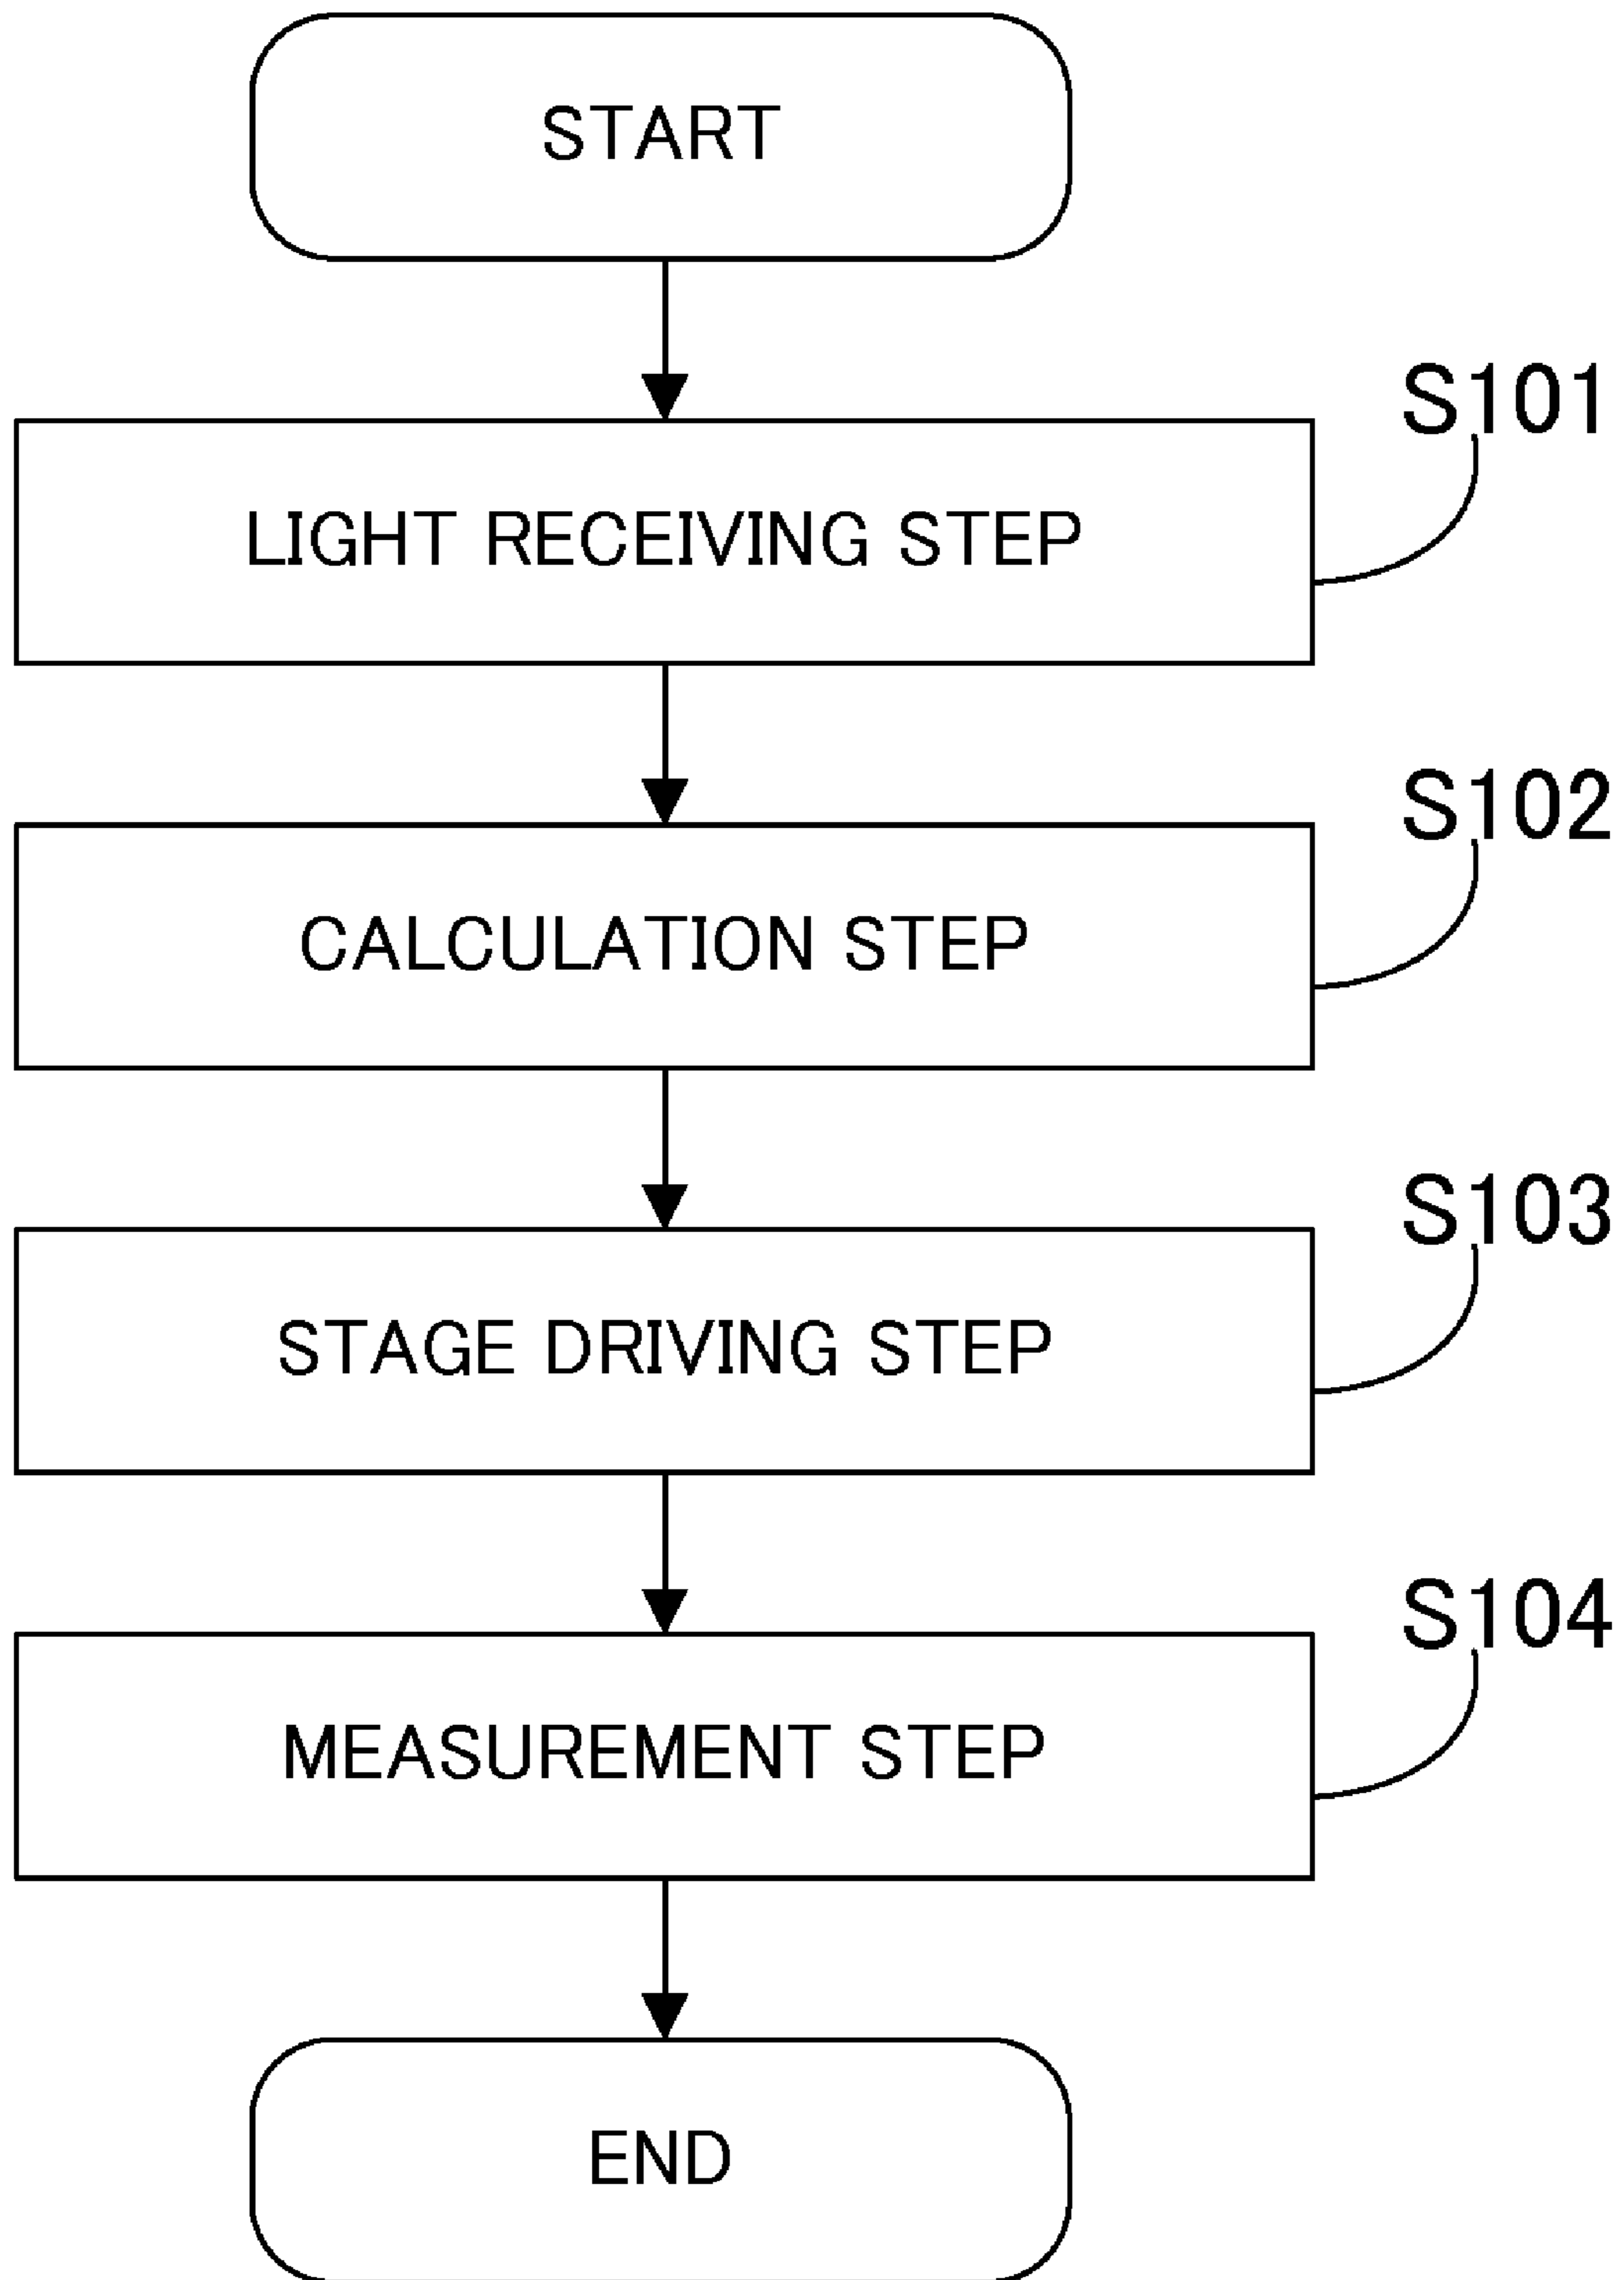 START
S101
LIGHT RECEIVING STEP
S102
CALCULATION STEP
S103
STAGE DRIVING STEP
S104
MEASUREMENT STEP
END